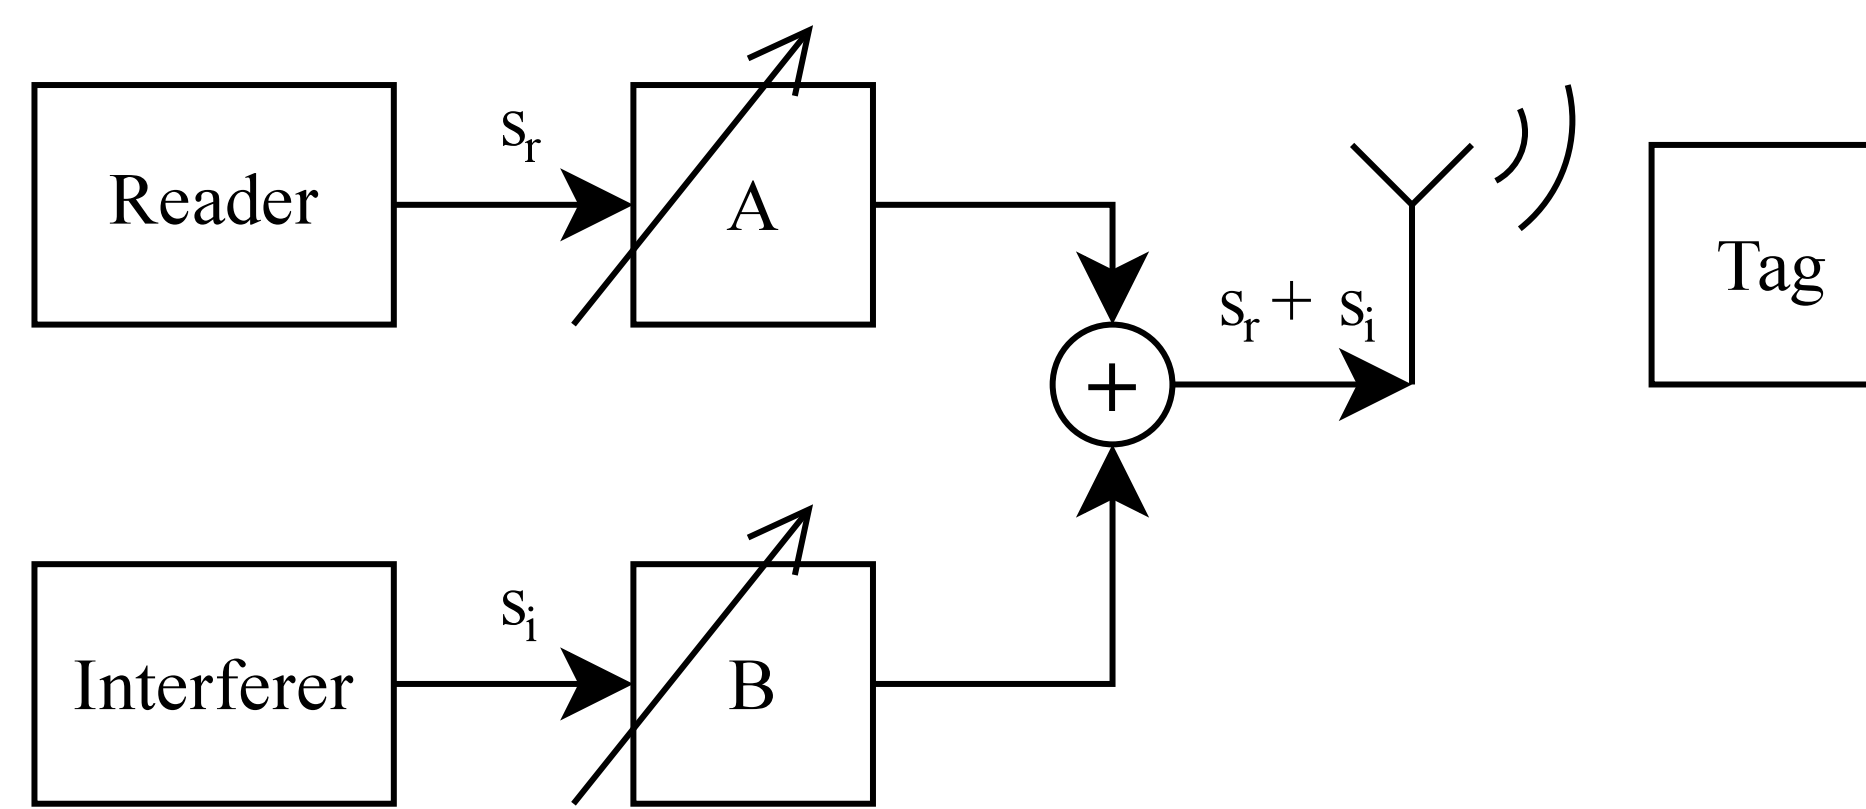 Reader
s_r
A
s_r + s_i
+
Tag
Interferer
s_i
B